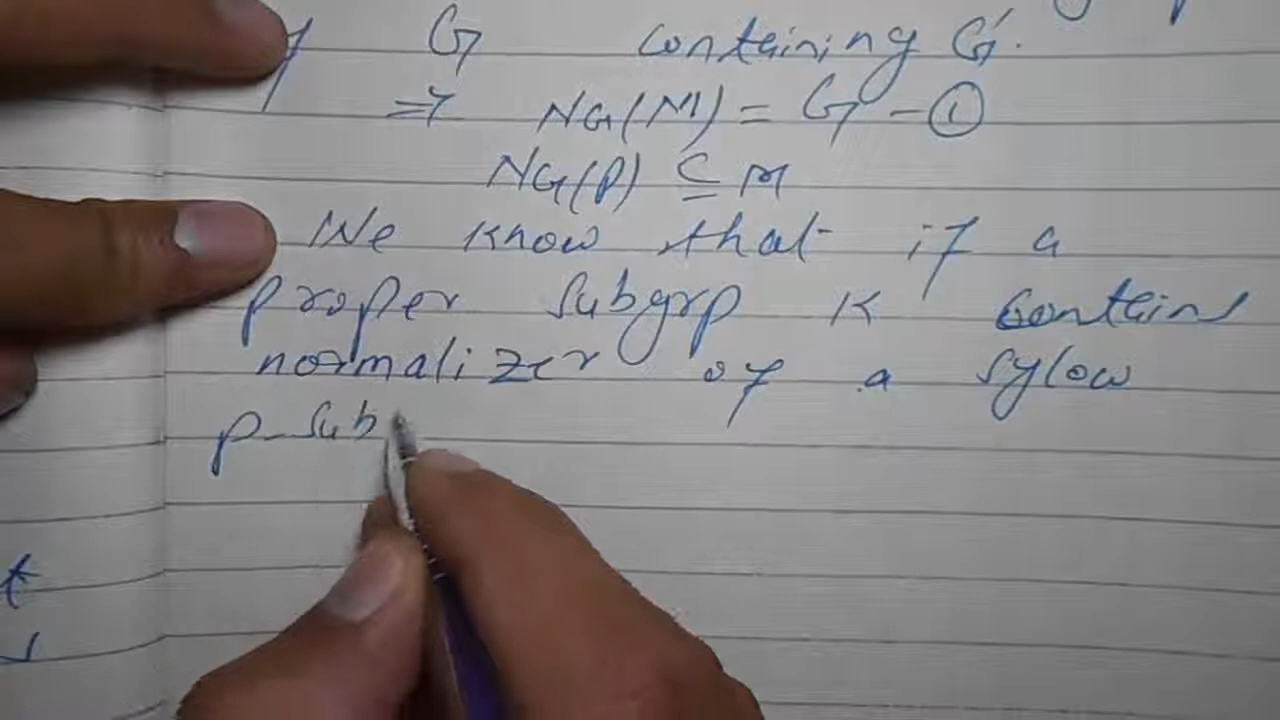 G containing G'.
⇒ NG(M) = G - ①
NG(P) ⊆ M
We know that if a
proper subgrp K contains
normalizer of a sylow
p-sub